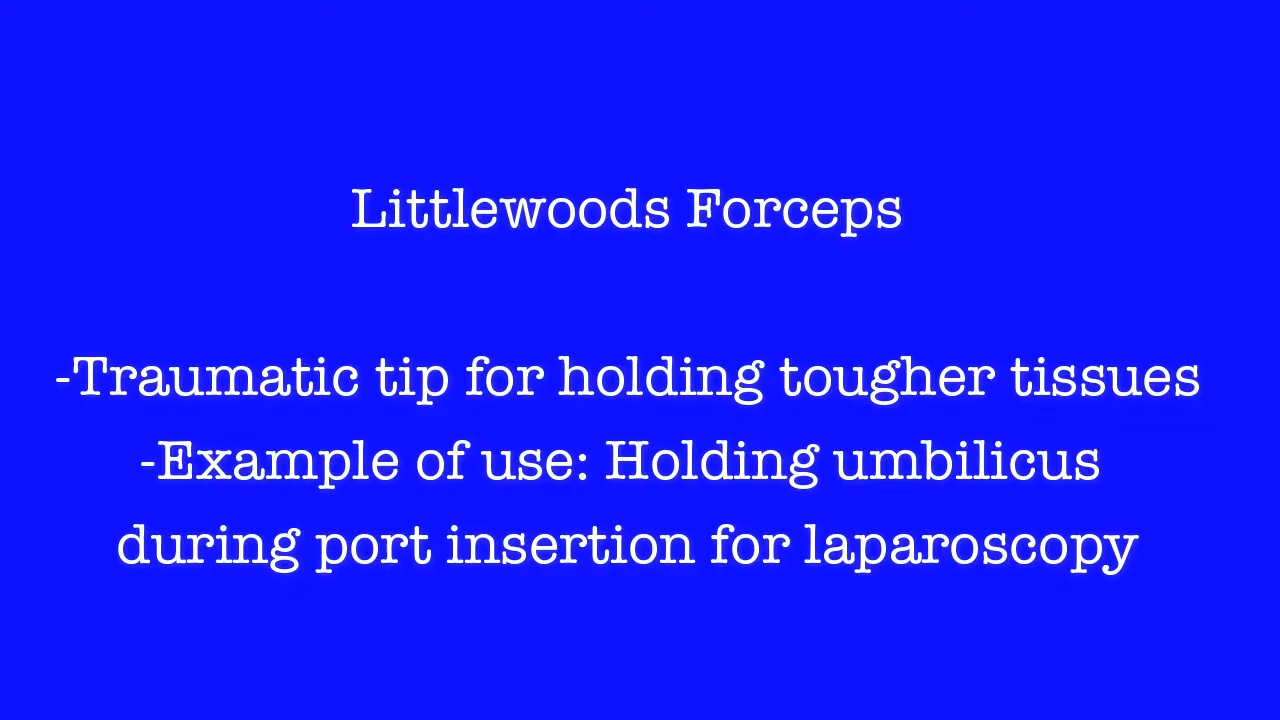 Littlewoods Forceps
-Traumatic tip for holding tougher tissues
-Example of use: Holding umbilicus
during port insertion for laparoscopy